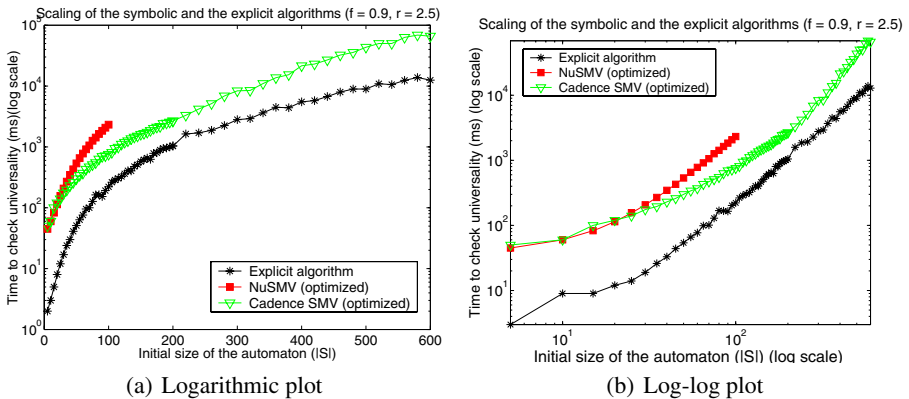 Scaling of the symbolic and the explicit algorithms (f = 0.9, r = 2.5)
10^5
10^4
10^3
10^2
10^1
10^0
Time to check universality (ms)(log scale)
Explicit algorithm
NuSMV (optimized)
Cadence SMV (optimized)
0 100 200 300 400 500 600
Initial size of the automaton (|S|)
(a) Logarithmic plot
Scaling of the symbolic and the explicit algorithms (f = 0.9, r = 2.5)
Explicit algorithm
NuSMV (optimized)
Cadence SMV (optimized)
10^4
10^3
10^2
10^1
Time to check universality (ms) (log scale)
10^1 10^2
Initial size of the automaton (|S|) (log scale)
(b) Log-log plot